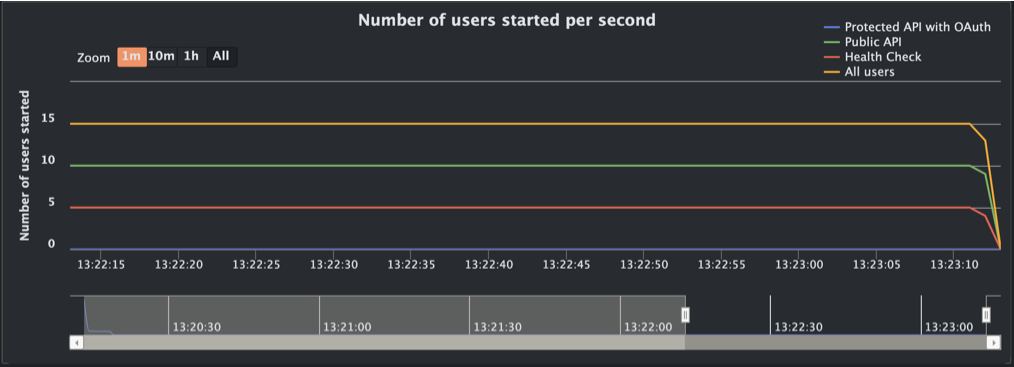 Number of users started per second
Protected API with OAuth
Public API
Health Check
All users
Zoom 1m 10m 1h All
Number of users started
15
10
5
0
13:22:15 13:22:20 13:22:25 13:22:30 13:22:35 13:22:40 13:22:45 13:22:50 13:22:55 13:23:00 13:23:05 13:23:10
13:20:30 13:21:00 13:21:30 13:22:00 13:22:30 13:23:00